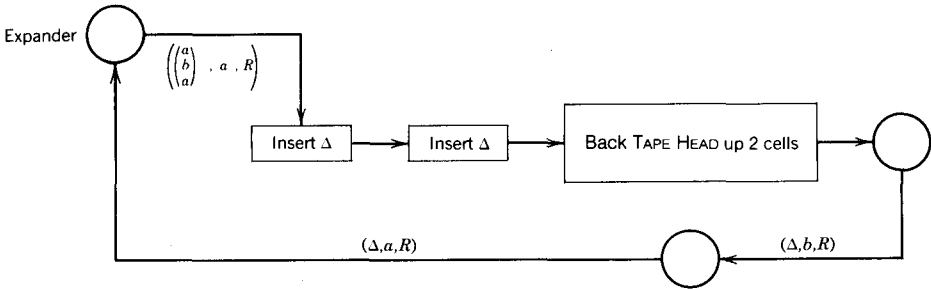 Expander
((a b a), a, R)
Insert Δ
Insert Δ
Back TAPE HEAD up 2 cells
(Δ,a,R)
(Δ,b,R)